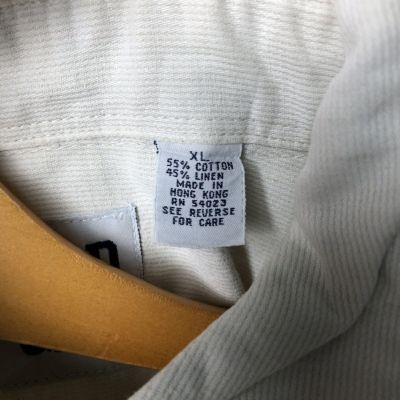 XL
55% COTTON
45% LINEN
MADE IN
HONG KONG
RN 54023
SEE REVERSE
FOR CARE